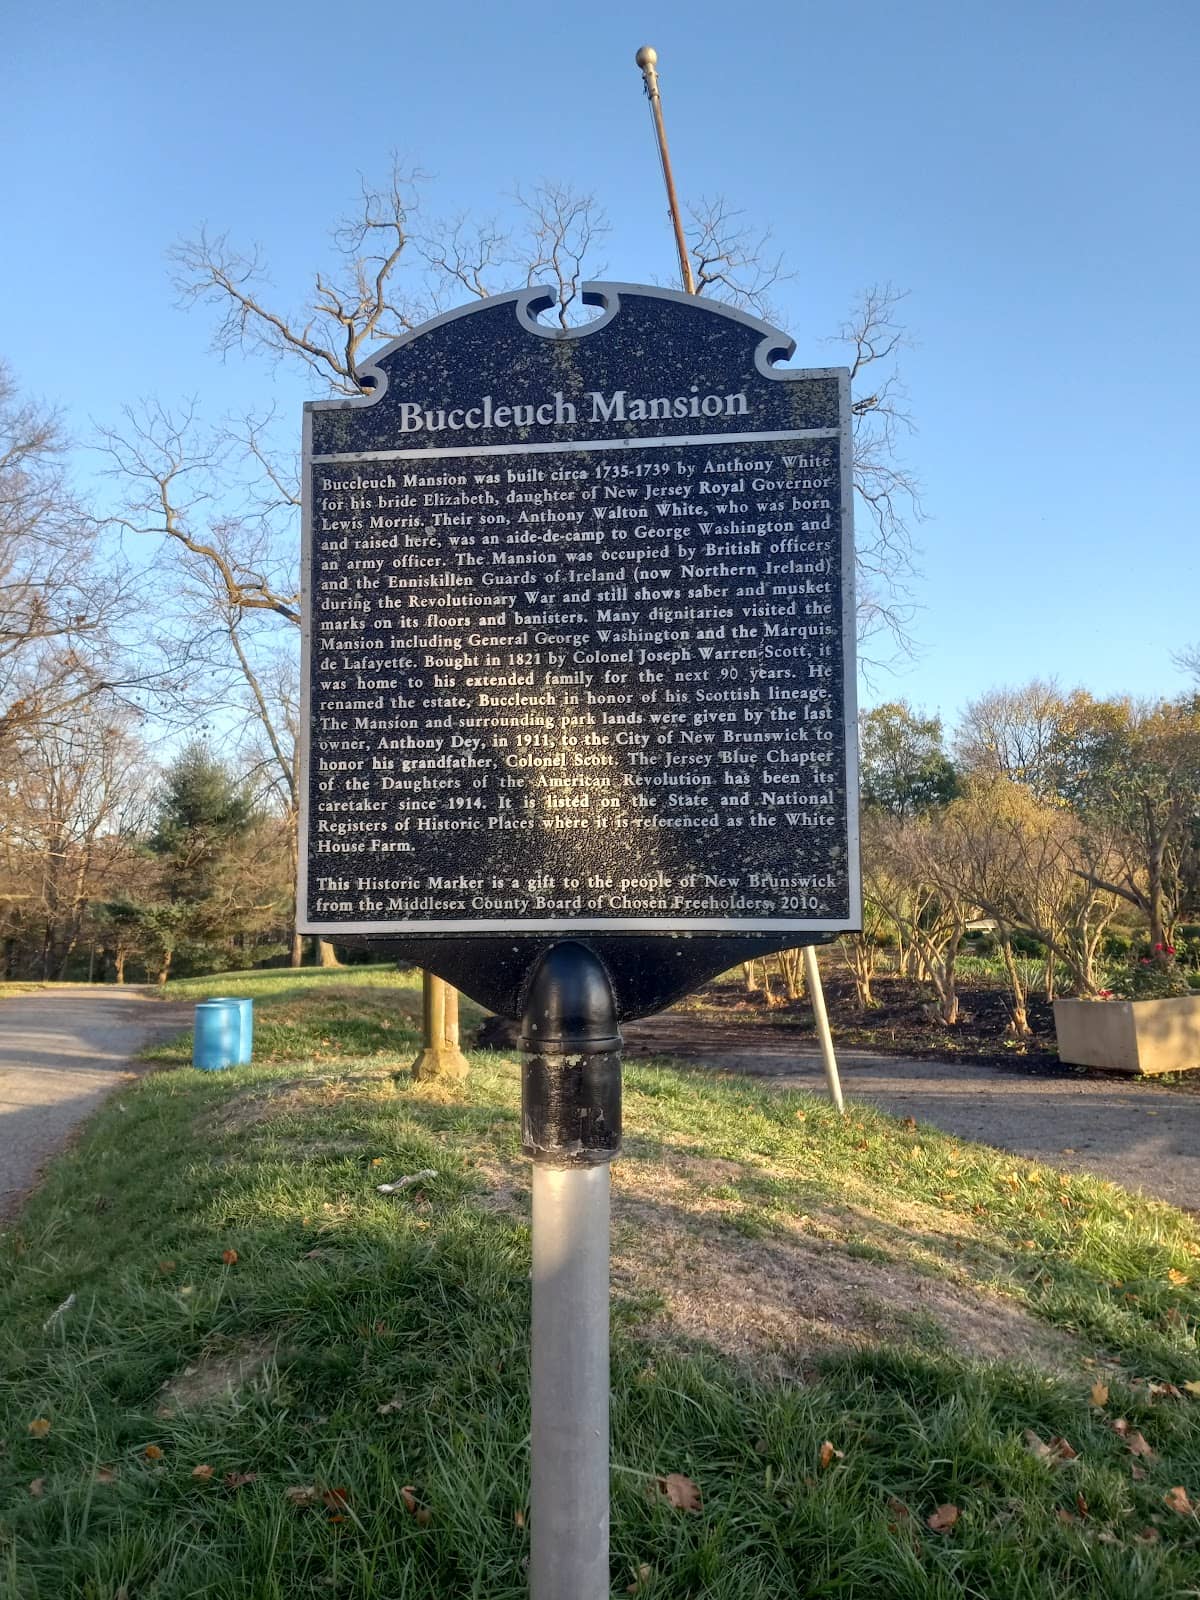 Buccleuch Mansion
Buccleuch Mansion was built circa 1735-1739 by Anthony White
for his bride Elizabeth, daughter of New Jersey Royal Governor
Lewis Morris. Their son, Anthony Walton White, who was born
and raised here, was an aide-de-camp to George Washington and
an army officer. The Mansion was occupied by British officers
and the Enniskillen Guards of Ireland (now Northern Ireland)
during the Revolutionary War and still shows saber and musket
marks on its floors and banisters. Many dignitaries visited the
Mansion including General George Washington and the Marquis
de Lafayette. Bought in 1821 by Colonel Joseph Warren Scott, it
was home to his extended family for the next 90 years. He
renamed the estate, Buccleuch in honor of his Scottish lineage.
The Mansion and surrounding park lands were given by the last
owner, Anthony Dey, in 1911, to the City of New Brunswick to
honor his grandfather, Colonel Scott. The Jersey Blue Chapter
of the Daughters of the American Revolution has been its
caretaker since 1914. It is listed on the State and National
Registers of Historic Places where it is referenced as the White
House Farm.
This Historic Marker is a gift to the people of New Brunswick
from the Middlesex County Board of Chosen Freeholders, 2010.